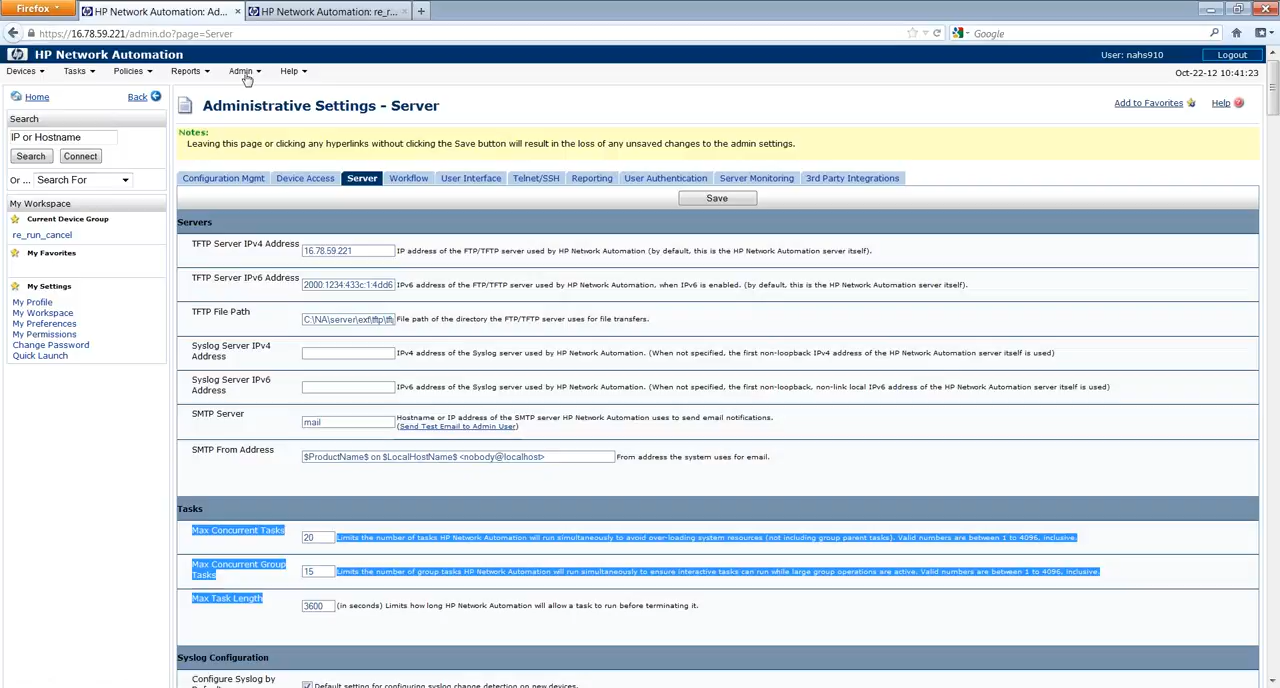 Firefox
HP Network Automation: Ad...
HP Network Automation: re_r...
https://16.78.59.221/admin.do?page=Server
Google
HP Network Automation
User: nahs910
Logout
Devices
Tasks
Policies
Reports
Admin
Help
Oct-22-12 10:41:23
Home
Back
Administrative Settings - Server
Add to Favorites
Help
Search
Notes:
Leaving this page or clicking any hyperlinks without clicking the Save button will result in the loss of any unsaved changes to the admin settings.
IP or Hostname
Search
Connect
Or ...
Search For
Configuration Mgmt
Device Access
Server
Workflow
User Interface
Telnet/SSH
Reporting
User Authentication
Server Monitoring
3rd Party Integrations
Save
My Workspace
Current Device Group
re_run_cancel
My Favorites
My Settings
My Profile
My Workspace
My Preferences
My Permissions
Change Password
Quick Launch
Servers
TFTP Server IPv4 Address
16.78.59.221
IP address of the FTP/TFTP server used by HP Network Automation (by default, this is the HP Network Automation server itself).
TFTP Server IPv6 Address
2000:1234:433c:1:4dd6
IPv6 address of the FTP/TFTP server used by HP Network Automation, when IPv6 is enabled. (by default, this is the HP Network Automation server itself).
TFTP File Path
C:\NA\server\ext\tftp\tft
File path of the directory the FTP/TFTP server uses for file transfers.
Syslog Server IPv4
Address
IPv4 address of the Syslog server used by HP Network Automation. (When not specified, the first non-loopback IPv4 address of the HP Network Automation server itself is used)
Syslog Server IPv6
Address
IPv6 address of the Syslog server used by HP Network Automation. (When not specified, the first non-loopback, non-link local IPv6 address of the HP Network Automation server itself is used)
SMTP Server
mail
Hostname or IP address of the SMTP server HP Network Automation uses to send email notifications.
(Send Test Email to Admin User)
SMTP From Address
$ProductName$ on $LocalHostName$ <nobody@localhost>
From address the system uses for email.
Tasks
Max Concurrent Tasks
20
Limits the number of tasks HP Network Automation will run simultaneously to avoid over-loading system resources (not including group parent tasks). Valid numbers are between 1 to 4096, inclusive.
Max Concurrent Group
Tasks
15
Limits the number of group tasks HP Network Automation will run simultaneously to ensure interactive tasks can run while large group operations are active. Valid numbers are between 1 to 4096, inclusive.
Max Task Length
3600
(in seconds) Limits how long HP Network Automation will allow a task to run before terminating it.
Syslog Configuration
Configure Syslog by
Default setting for configuring syslog change detection on new devices.